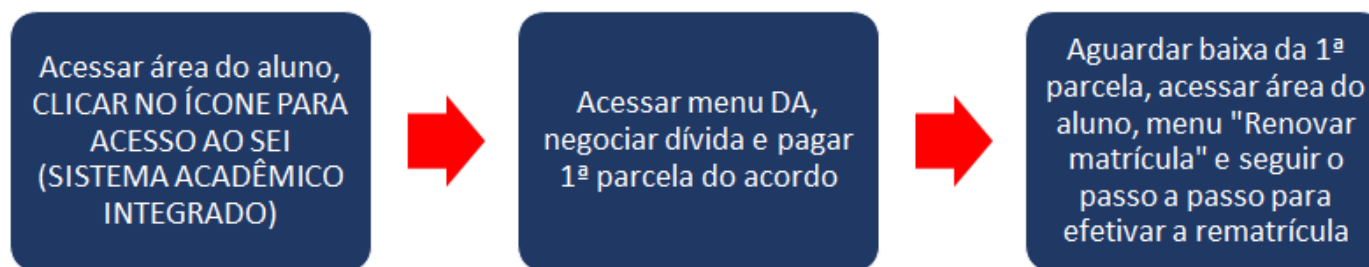 Acessar área do aluno,
CLICAR NO ÍCONE PARA
ACESSO AO SEI
(SISTEMA ACADÊMICO
INTEGRADO)
Acessar menu DA,
negociar dívida e pagar
1ª parcela do acordo
Aguardar baixa da 1ª
parcela, acessar área do
aluno, menu "Renovar
matrícula" e seguir o
passo a passo para
efetivar a rematrícula